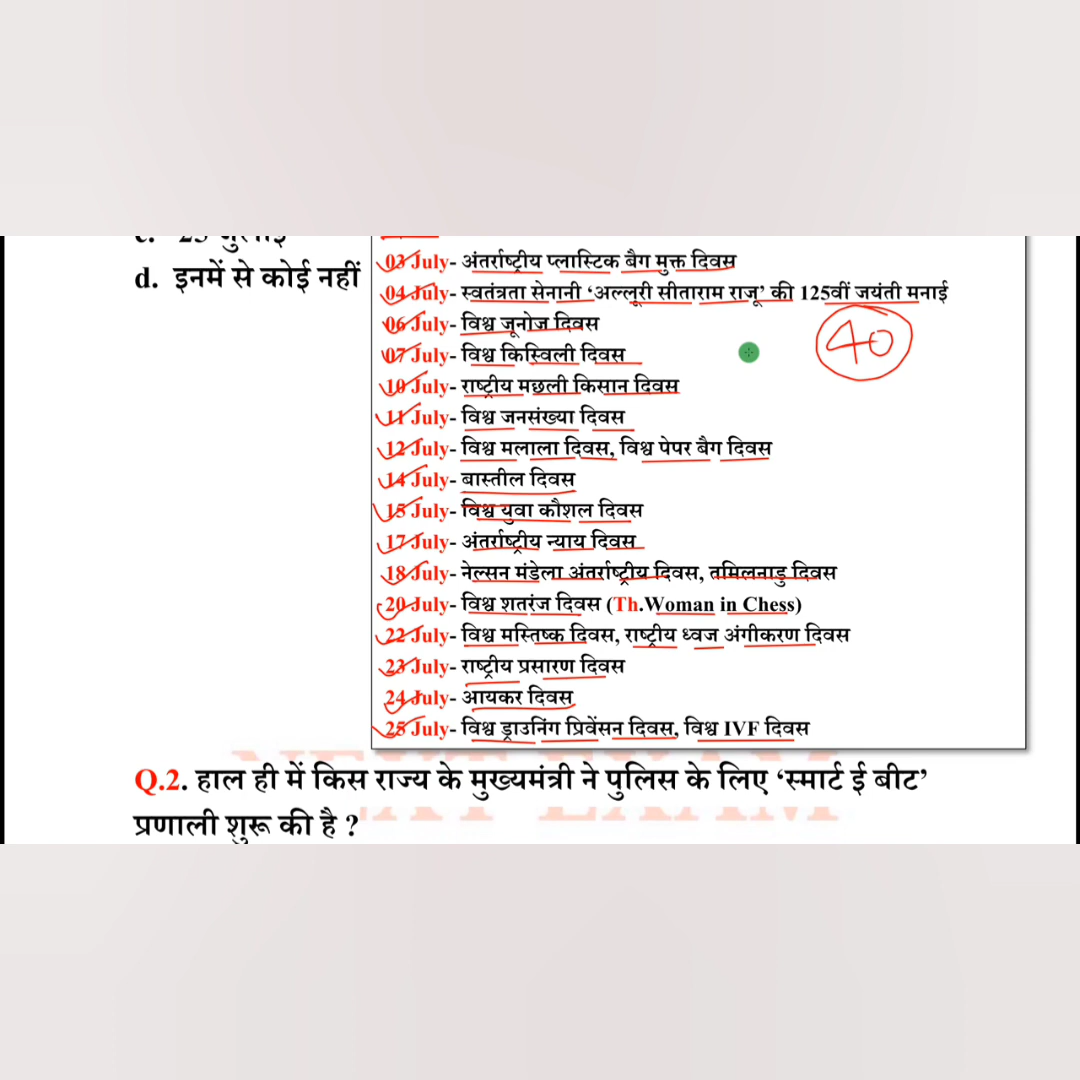 c. 25 जुलाई
d. इनमें से कोई नहीं
03 July- अंतर्राष्ट्रीय प्लास्टिक बैग मुक्त दिवस
04 July- स्वतंत्रता सेनानी ‘अल्लूरी सीताराम राजू’ की 125वीं जयंती मनाई
40
06 July- विश्व जूनोज दिवस
07 July- विश्व किस्विली दिवस
10 July- राष्ट्रीय मछली किसान दिवस
11 July- विश्व जनसंख्या दिवस
12 July- विश्व मलाला दिवस, विश्व पेपर बैग दिवस
14 July- बास्तील दिवस
15 July- विश्व युवा कौशल दिवस
17 July- अंतर्राष्ट्रीय न्याय दिवस
18 July- नेल्सन मंडेला अंतर्राष्ट्रीय दिवस, तमिलनाडु दिवस
20 July- विश्व शतरंज दिवस (Th.Woman in Chess)
22 July- विश्व मस्तिष्क दिवस, राष्ट्रीय ध्वज अंगीकरण दिवस
23 July- राष्ट्रीय प्रसारण दिवस
24 July- आयकर दिवस
25 July- विश्व ड्राउनिंग प्रिवेंसन दिवस, विश्व IVF दिवस
Q.2. हाल ही में किस राज्य के मुख्यमंत्री ने पुलिस के लिए ‘स्मार्ट ई बीट’
प्रणाली शुरू की है ?